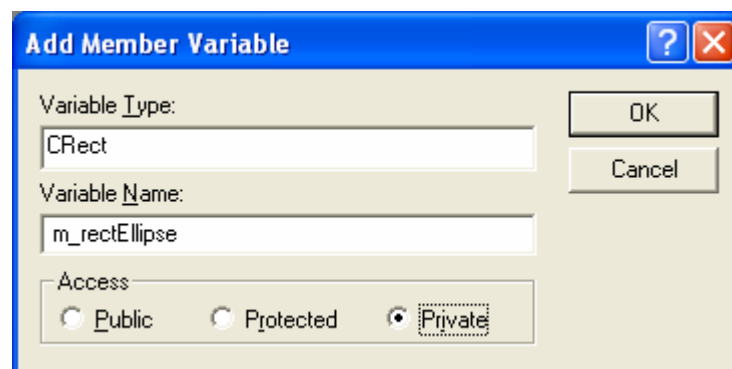 Add Member Variable
Variable Type:
OK
CRect
Cancel
Variable Name:
m_rectEllipse
Access
Public Protected Private